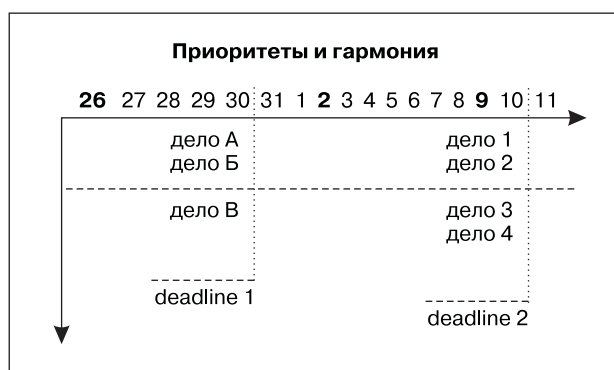 Приоритеты и гармония
26 27 28 29 30 31 1 2 3 4 5 6 7 8 9 10 11
дело А дело 1
дело Б дело 2
дело В дело 3
дело 4
deadline 1
deadline 2